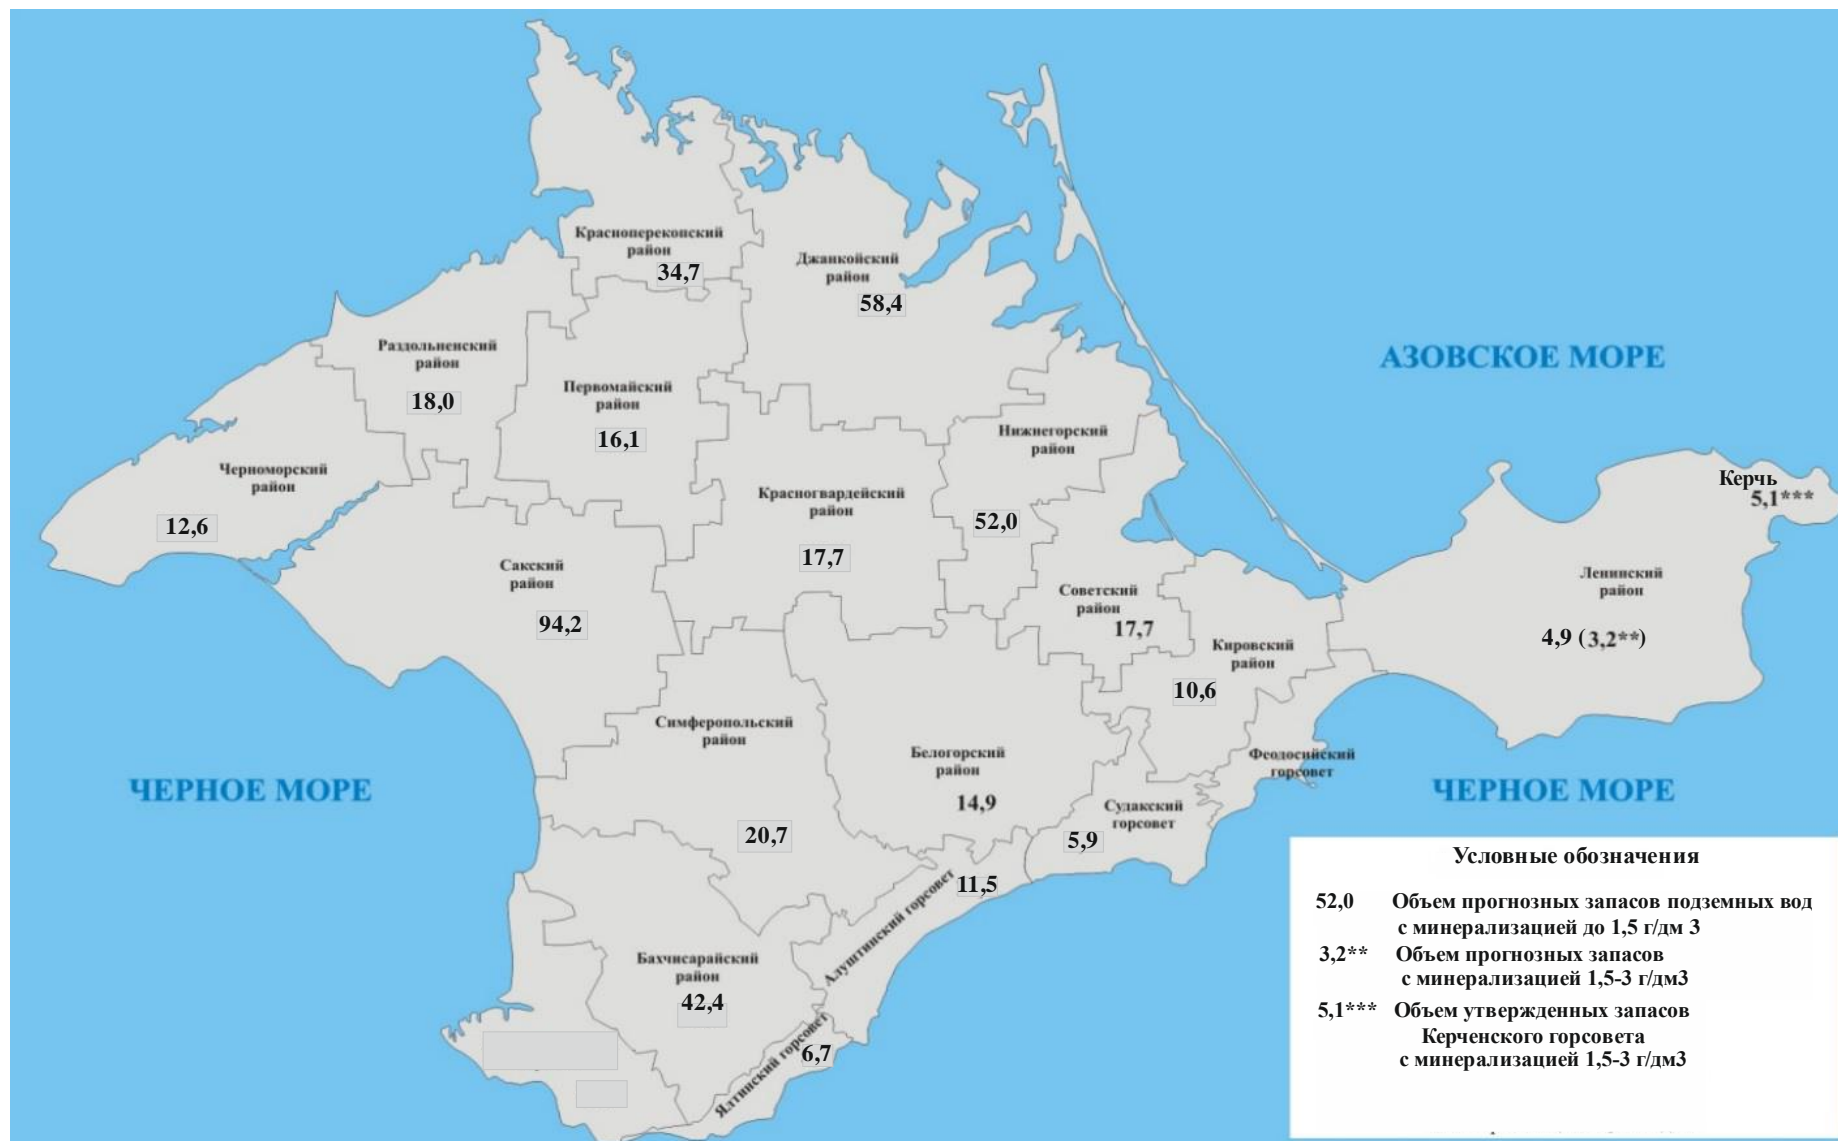 Красноперекопский
район
34,7
Джанкойский
район
58,4
Раздольненский
район
18,0
Первомайский
район
16,1
АЗОВСКОЕ МОРЕ
Нижнегорский
район
52,0
Черноморский
район
12,6
Красногвардейский
район
17,7
Керчь
5,1***
Сакский
район
94,2
Советский
район
17,7
Ленинский
район
4,9 (3,2**)
Кировский
район
10,6
Симферопольский
район
20,7
Белогорский
район
14,9
Феодосийский
горсовет
ЧЕРНОЕ МОРЕ
ЧЕРНОЕ МОРЕ
Судакский
горсовет
5,9
Алуштинский горсовет
11,5
Бахчисарайский
район
42,4
Ялтинский горсовет
6,7
Условные обозначения
52,0 Объем прогнозных запасов подземных вод
с минерализацией до 1,5 г/дм 3
3,2** Объем прогнозных запасов
с минерализацией 1,5-3 г/дм3
5,1*** Объем утвержденных запасов
Керченского горсовета
с минерализацией 1,5-3 г/дм3